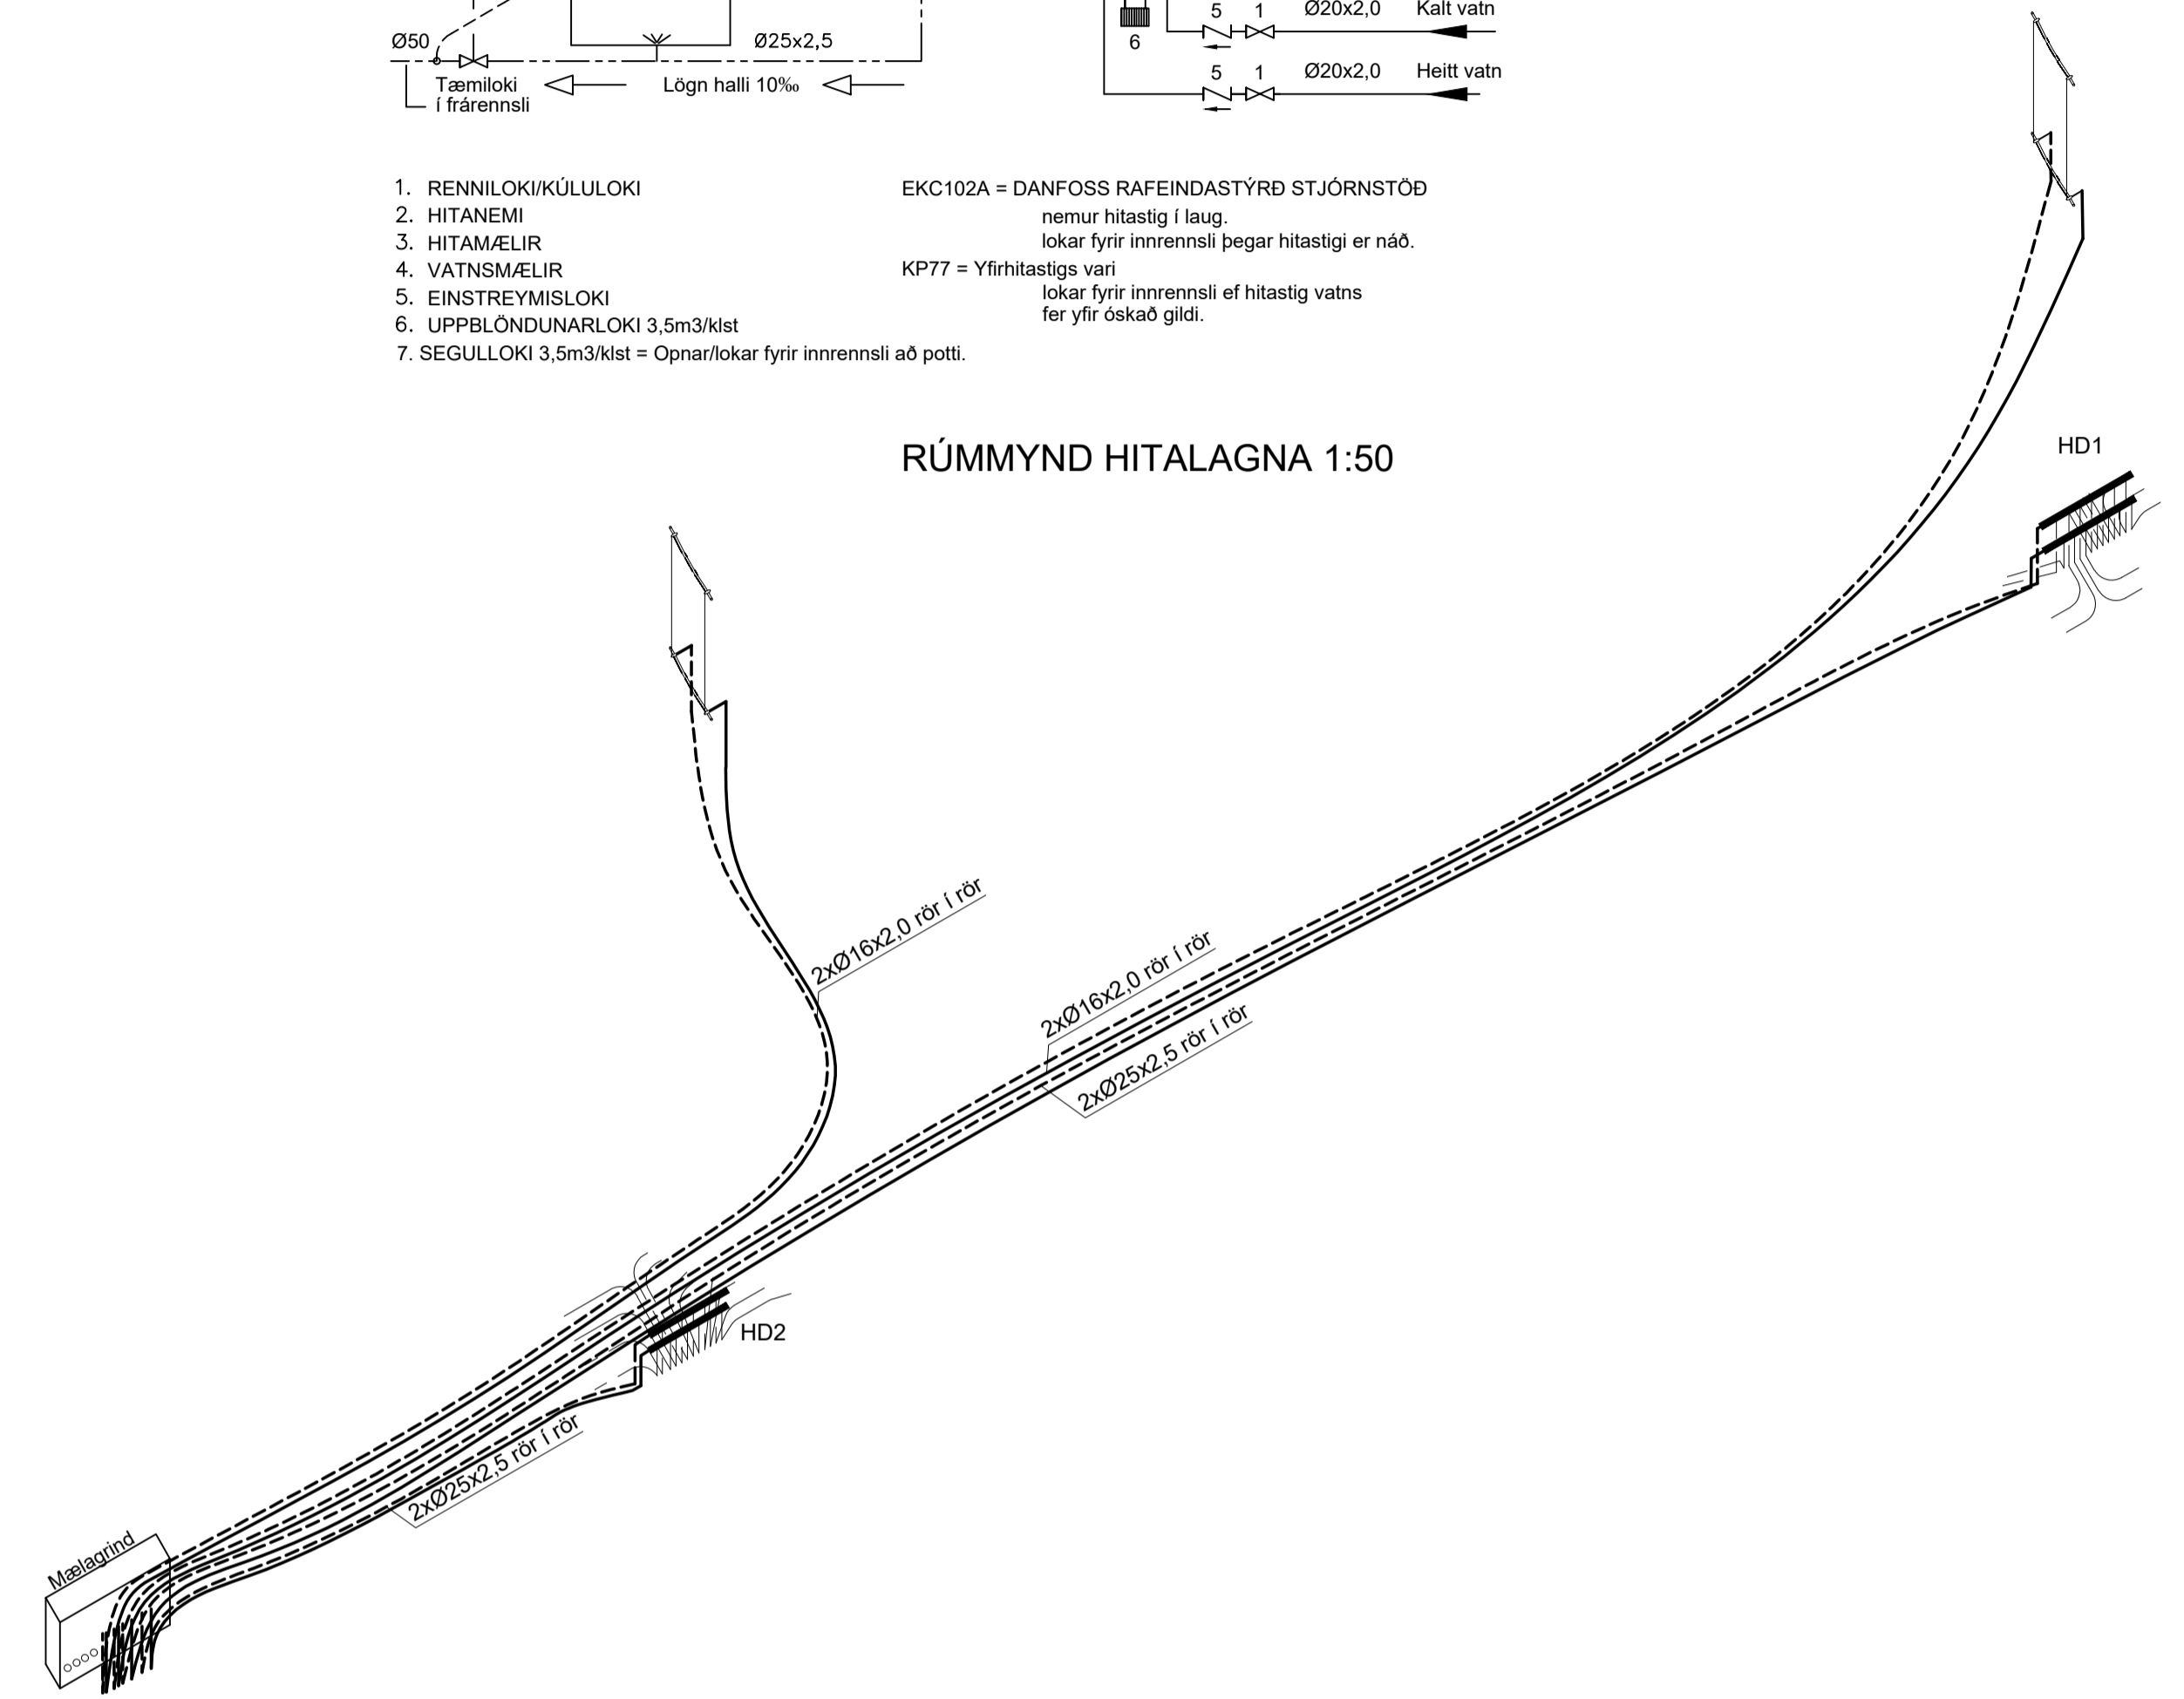 Ø50
Ø25x2,5
Tæmiloki
í frárennsli
Lögn halli 10‰
6
5 1 Ø20x2,0 Kalt vatn
5 1 Ø20x2,0 Heitt vatn
1. RENNILOKI/KÚLULOKI
2. HITANEMI
3. HITAMÆLIR
4. VATNSMÆLIR
5. EINSTREYMISLOKI
6. UPPBLÖNDUNARLOKI 3,5m3/klst
7. SEGULLOKI 3,5m3/klst = Opnar/lokar fyrir innrennsli að potti.
EKC102A = DANFOSS RAFEINDASTÝRÐ STJÓRNSTÖÐ
nemur hitastig í laug.
lokar fyrir innrennsli þegar hitastigi er náð.
KP77 = Yfirhitastigs vari
lokar fyrir innrennsli ef hitastig vatns
fer yfir óskað gildi.
RÚMMYND HITALAGNA 1:50
HD1
2xØ16x2,0 rör í rör
2xØ16x2,0 rör í rör
2xØ25x2,5 rör í rör
HD2
2xØ25x2,5 rör í rör
Mælagrind